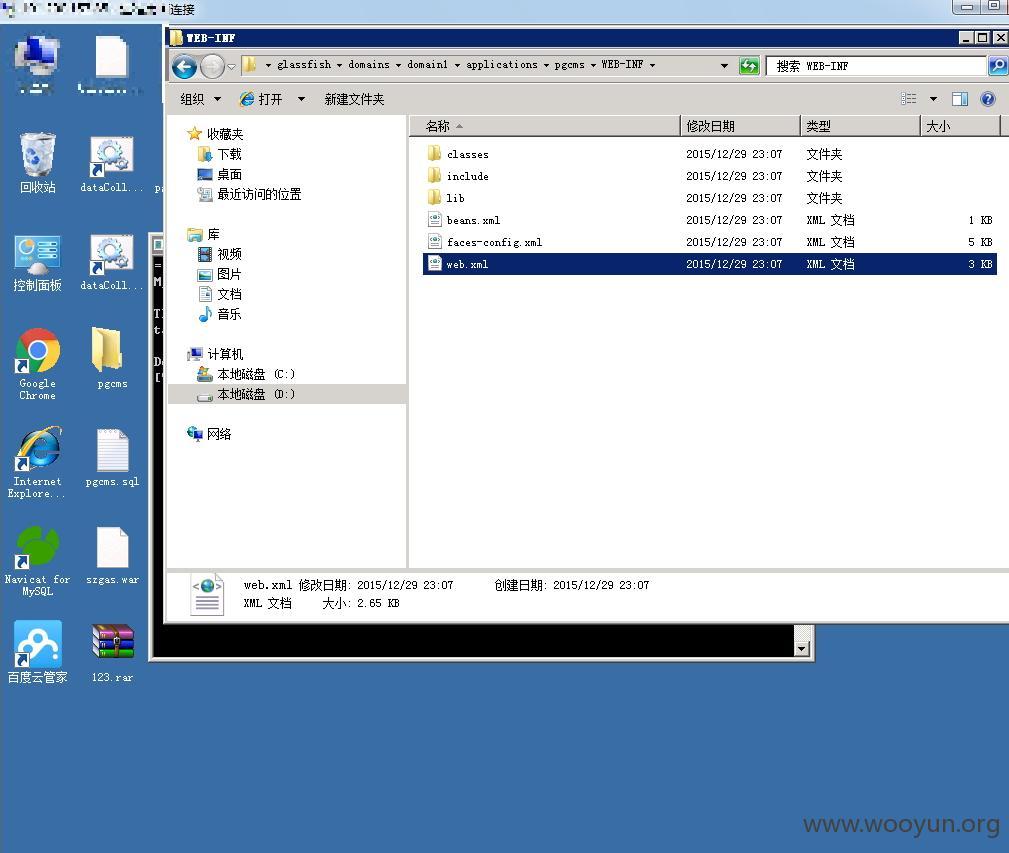 连接
WEB-INF
glassfish domains domain1 applications pgcms WEB-INF
搜索 WEB-INF
组织 打开 新建文件夹
收藏夹
下载
桌面
最近访问的位置
库
视频
图片
文档
音乐
计算机
本地磁盘 (C:)
本地磁盘 (D:)
网络
名称 修改日期 类型 大小
classes 2015/12/29 23:07 文件夹
include 2015/12/29 23:07 文件夹
lib 2015/12/29 23:07 文件夹
beans.xml 2015/12/29 23:07 XML 文档 1 KB
faces-config.xml 2015/12/29 23:07 XML 文档 5 KB
web.xml 2015/12/29 23:07 XML 文档 3 KB
web.xml 修改日期: 2015/12/29 23:07 创建日期: 2015/12/29 23:07
XML 文档 大小: 2.65 KB
回收站
dataColl...
控制面板
dataColl...
Google
Chrome
pgcms
Internet
Explore...
pgcms.sql
Navicat for
MySQL
szgas.war
百度云管家
123.rar
www.wooyun.org